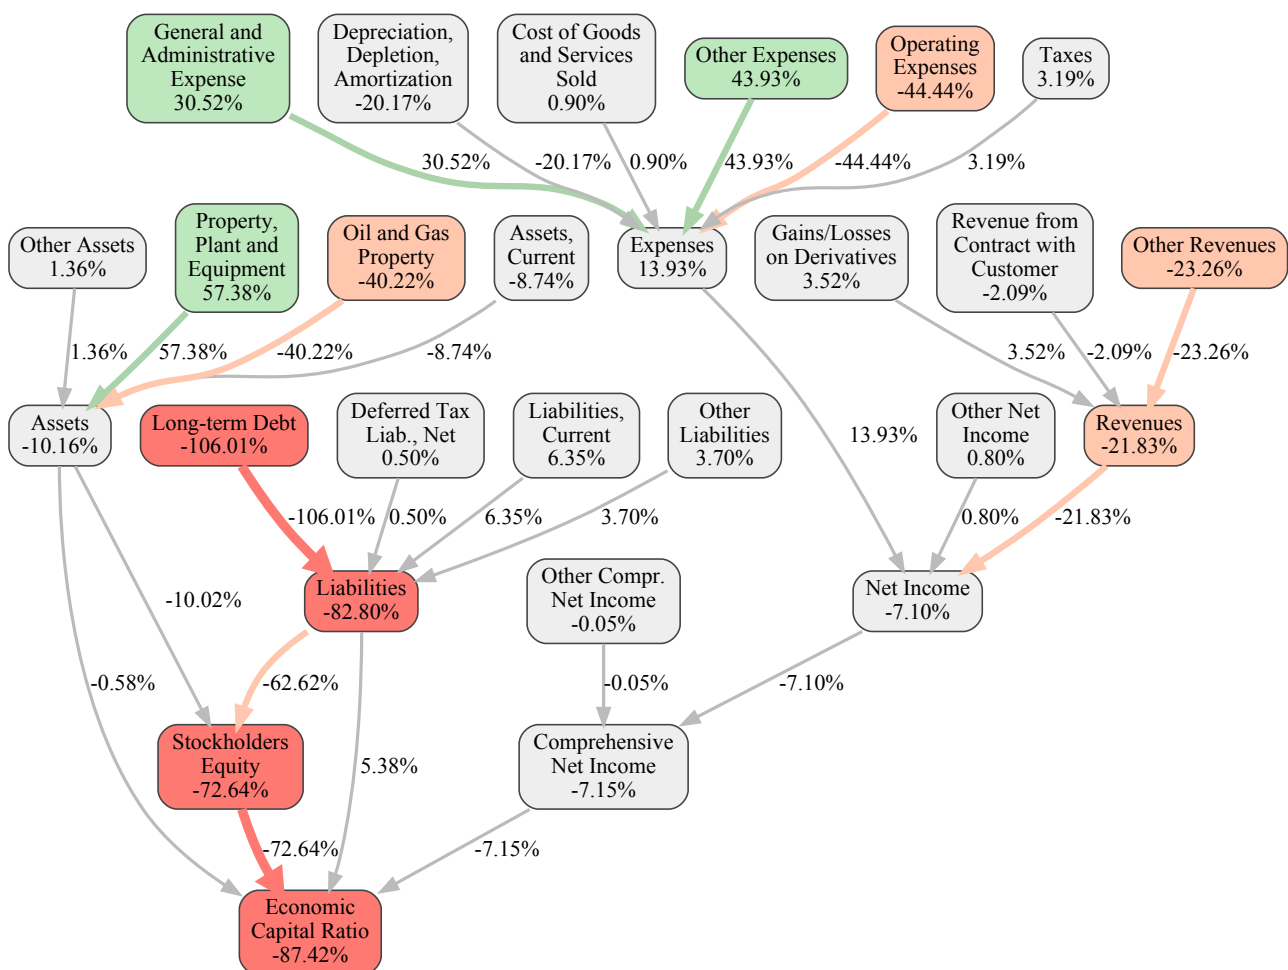 General and
Administrative
Expense
30.52%
Depreciation,
Depletion,
Amortization
-20.17%
Cost of Goods
and Services
Sold
0.90%
Other Expenses
43.93%
Operating
Expenses
-44.44%
Taxes
3.19%
30.52%
-20.17%
0.90%
43.93%
-44.44%
3.19%
Other Assets
1.36%
Property,
Plant and
Equipment
57.38%
Oil and Gas
Property
-40.22%
Assets,
Current
-8.74%
Expenses
13.93%
Gains/Losses
on Derivatives
3.52%
Revenue from
Contract with
Customer
-2.09%
Other Revenues
-23.26%
1.36%
57.38%
-40.22%
-8.74%
3.52%
-2.09%
-23.26%
Assets
-10.16%
Long-term Debt
-106.01%
Deferred Tax
Liab., Net
0.50%
Liabilities,
Current
6.35%
Other
Liabilities
3.70%
13.93%
Other Net
Income
0.80%
Revenues
-21.83%
-106.01%
0.50%
6.35%
3.70%
0.80%
-21.83%
-10.02%
Liabilities
-82.80%
Other Compr.
Net Income
-0.05%
Net Income
-7.10%
-0.58%
-62.62%
-0.05%
-7.10%
Stockholders
Equity
-72.64%
5.38%
Comprehensive
Net Income
-7.15%
-72.64%
-7.15%
Economic
Capital Ratio
-87.42%